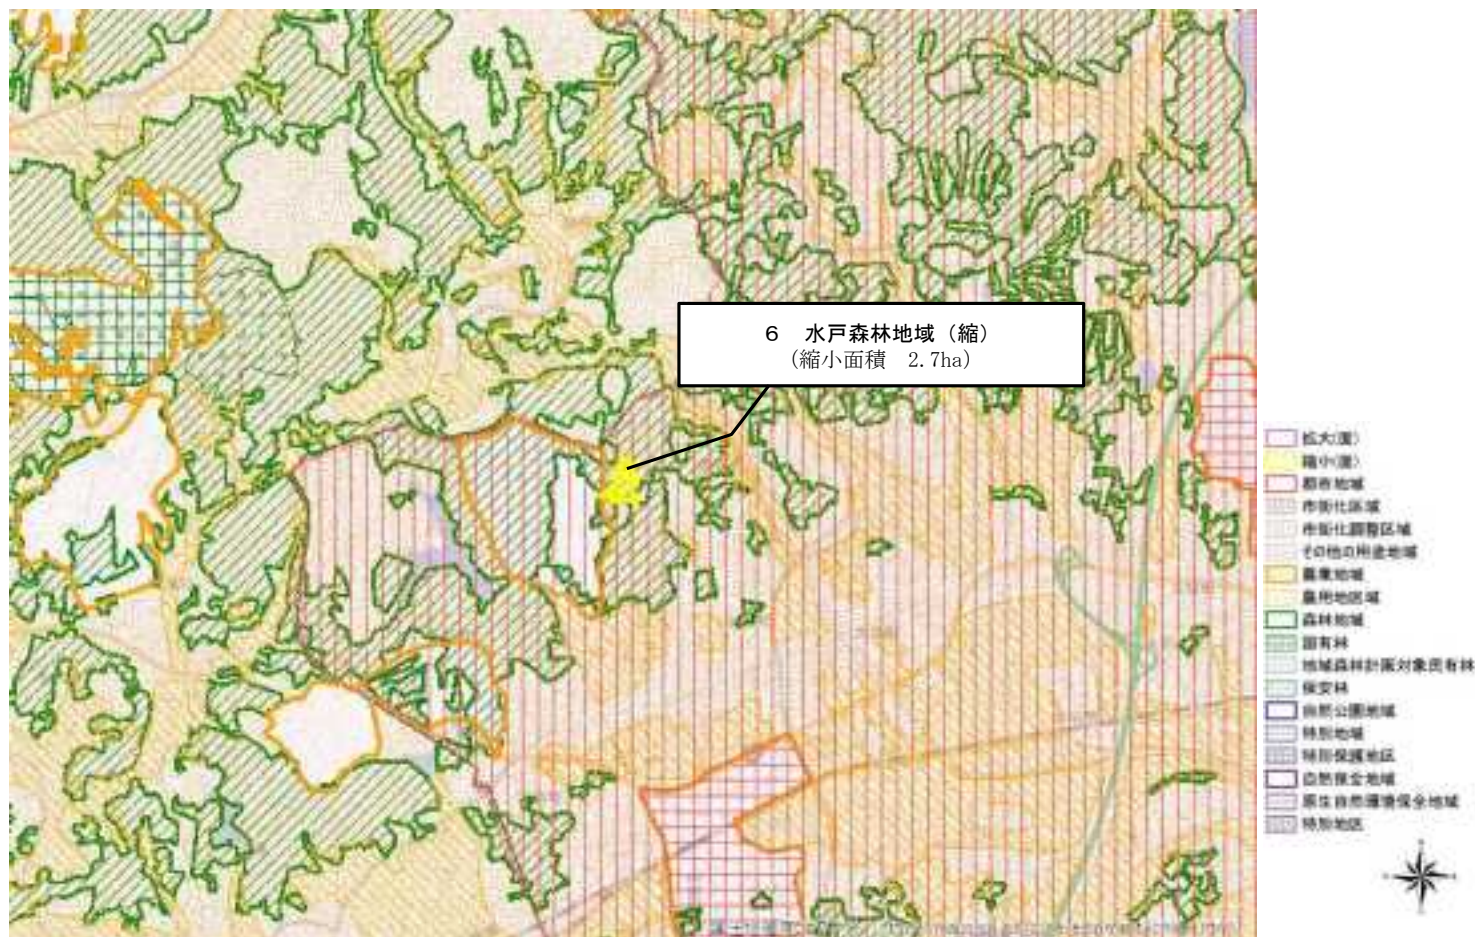 ６　水戸森林地域（縮）
（縮小面積　2.7ha）
拡大(面)
縮小(面)
都市地域
市街化区域
市街化調整区域
その他の用途地域
農業地域
農用地区域
森林地域
国有林
地域森林計画対象民有林
保安林
自然公園地域
特別地域
特別保護地区
自然保全地域
原生自然環境保全地域
特別地区